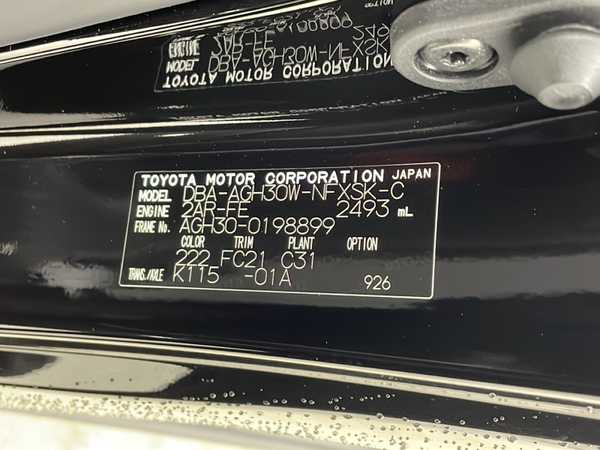 TOYOTA MOTOR CORPORATION JAPAN
MODEL DBA-AGH30W-NFXSK-C
ENGINE 2AR-FE 2493 mL
FRAME No. AGH30-0198899
COLOR TRIM PLANT OPTION
222 FC21 C31
TRANS./AXLE K115 -01A 926